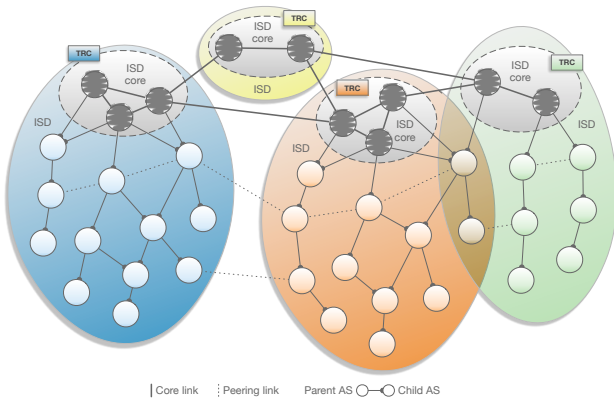 TRC
ISD
core
ISD
TRC
ISD
core
ISD
TRC
ISD
core
ISD
TRC
ISD
core
ISD
Core link
Peering link
Parent AS
Child AS